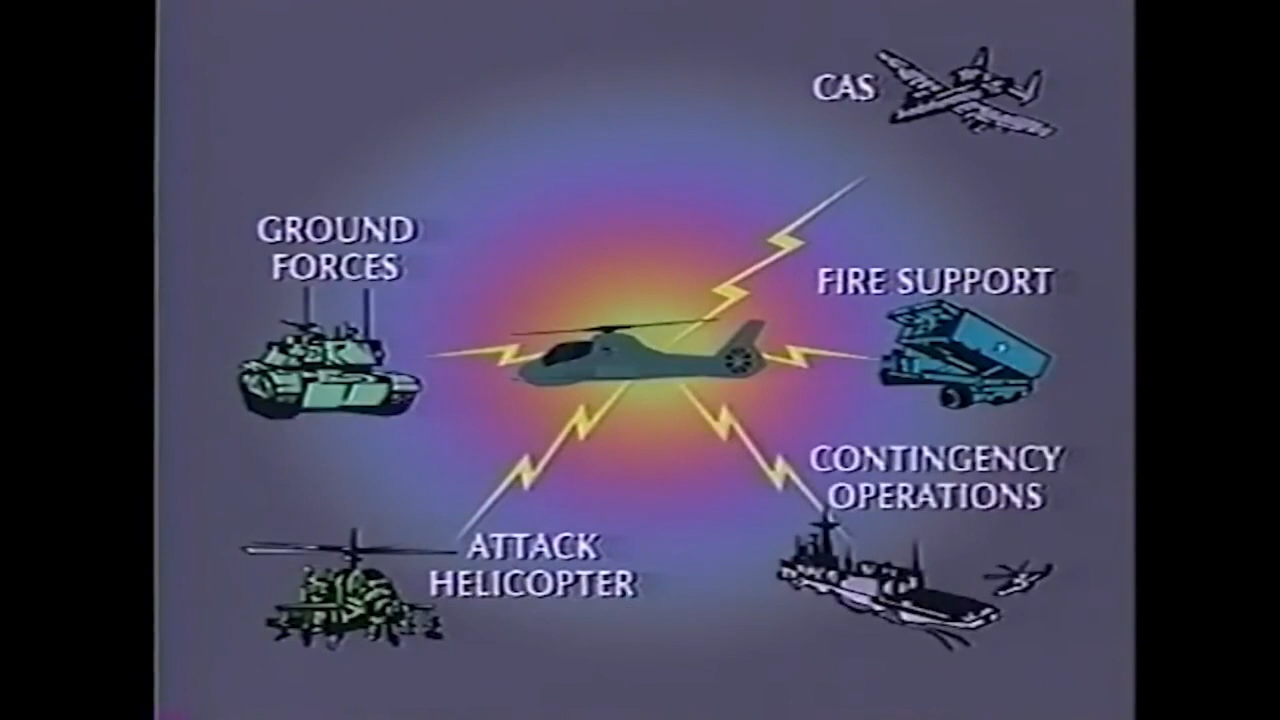 CAS
GROUND
FORCES
FIRE SUPPORT
CONTINGENCY
OPERATIONS
ATTACK
HELICOPTER